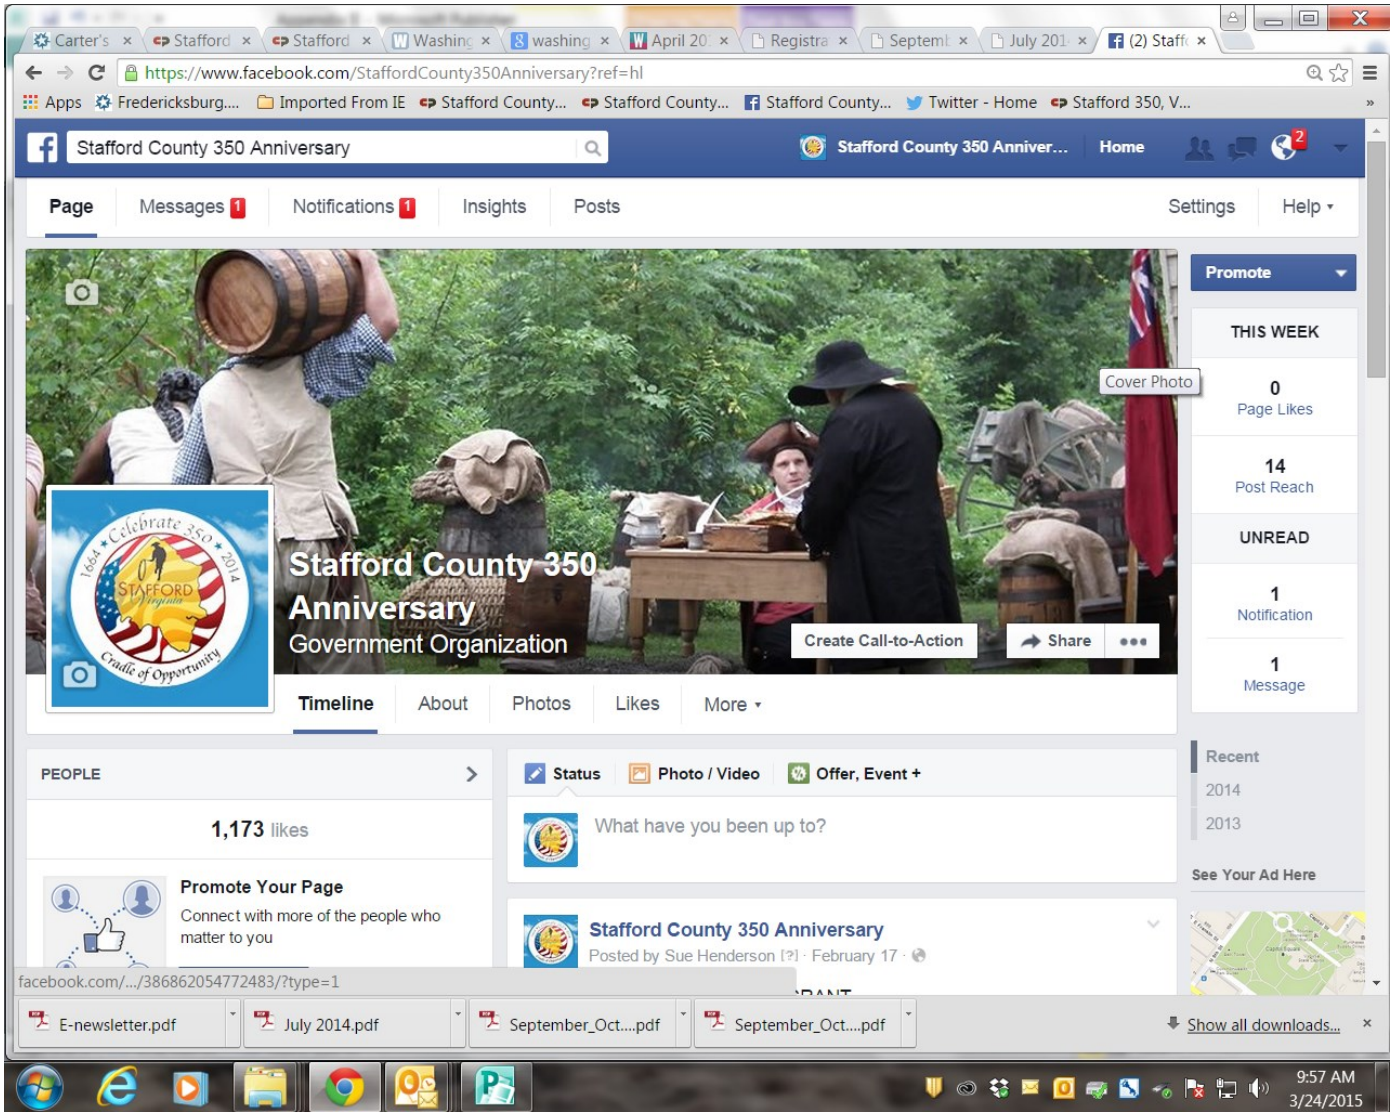 Carter's
Stafford
Stafford
Washing
washing
April 20
Registra
Septemb
July 201
(2) Staff
https://www.facebook.com/StaffordCounty350Anniversary?ref=hl
Apps Fredericksburg.... Imported From IE Stafford County... Stafford County... Stafford County... Twitter - Home Stafford 350, V... »
Stafford County 350 Anniversary
Stafford County 350 Anniver... Home 2
Page Messages 1 Notifications 1 Insights Posts Settings Help
Promote
THIS WEEK
0
Page Likes
14
Post Reach
UNREAD
1
Notification
1
Message
Cover Photo
1664 ★ Celebrate 350 ★ 2014
STAFFORD
Virginia
Cradle of Opportunity
Stafford County 350
Anniversary
Government Organization
Create Call-to-Action Share
Timeline About Photos Likes More
PEOPLE
1,173 likes
Promote Your Page
Connect with more of the people who
matter to you
Status Photo / Video Offer, Event +
What have you been up to?
Stafford County 350 Anniversary
Posted by Sue Henderson [?] · February 17 ·
Recent
2014
2013
See Your Ad Here
facebook.com/.../386862054772483/?type=1
E-newsletter.pdf July 2014.pdf September_Oct....pdf September_Oct....pdf Show all downloads...
9:57 AM
3/24/2015